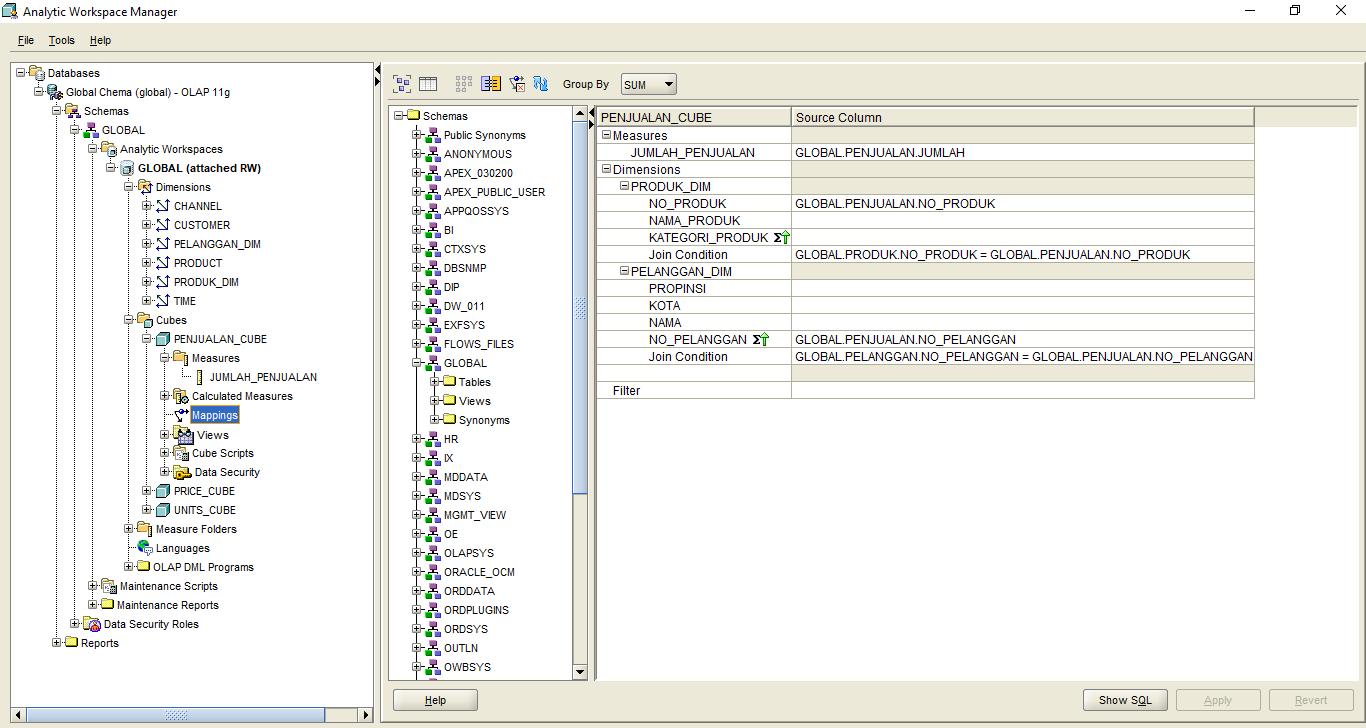 Analytic Workspace Manager
File Tools Help
Databases
Global Chema (global) - OLAP 11g
Schemas
GLOBAL
Analytic Workspaces
GLOBAL (attached RW)
Dimensions
CHANNEL
CUSTOMER
PELANGGAN_DIM
PRODUCT
PRODUK_DIM
TIME
Cubes
PENJUALAN_CUBE
Measures
JUMLAH_PENJUALAN
Calculated Measures
Mappings
Views
Cube Scripts
Data Security
PRICE_CUBE
UNITS_CUBE
Measure Folders
Languages
OLAP DML Programs
Maintenance Scripts
Maintenance Reports
Data Security Roles
Reports
Group By SUM
Schemas
Public Synonyms
ANONYMOUS
APEX_030200
APEX_PUBLIC_USER
APPQOSSYS
BI
CTXSYS
DBSNMP
DIP
DW_011
EXFSYS
FLOWS_FILES
GLOBAL
Tables
Views
Synonyms
HR
IX
MDDATA
MDSYS
MGMT_VIEW
OE
OLAPSYS
ORACLE_OCM
ORDDATA
ORDPLUGINS
ORDSYS
OUTLN
OWBSYS
PENJUALAN_CUBE Source Column
Measures
JUMLAH_PENJUALAN GLOBAL.PENJUALAN.JUMLAH
Dimensions
PRODUK_DIM
NO_PRODUK GLOBAL.PENJUALAN.NO_PRODUK
NAMA_PRODUK
KATEGORI_PRODUK Σ
Join Condition GLOBAL.PRODUK.NO_PRODUK = GLOBAL.PENJUALAN.NO_PRODUK
PELANGGAN_DIM
PROPINSI
KOTA
NAMA
NO_PELANGGAN Σ GLOBAL.PENJUALAN.NO_PELANGGAN
Join Condition GLOBAL.PELANGGAN.NO_PELANGGAN = GLOBAL.PENJUALAN.NO_PELANGGAN
Filter
Help Show SQL Apply Revert